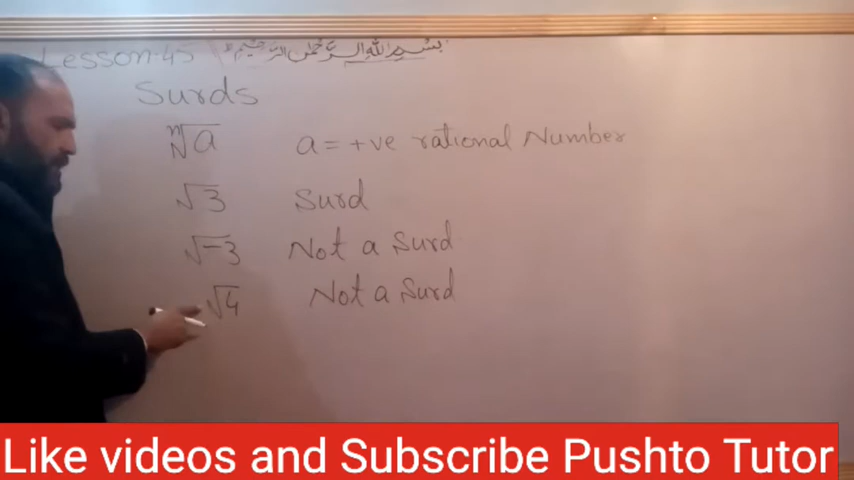 Lesson-45 بسم الله الرحمن الرحيم
Surds
ⁿ√a a = +ve rational Number
√3 Surd
√-3 Not a Surd
√4 Not a Surd
Like videos and Subscribe Pushto Tutor